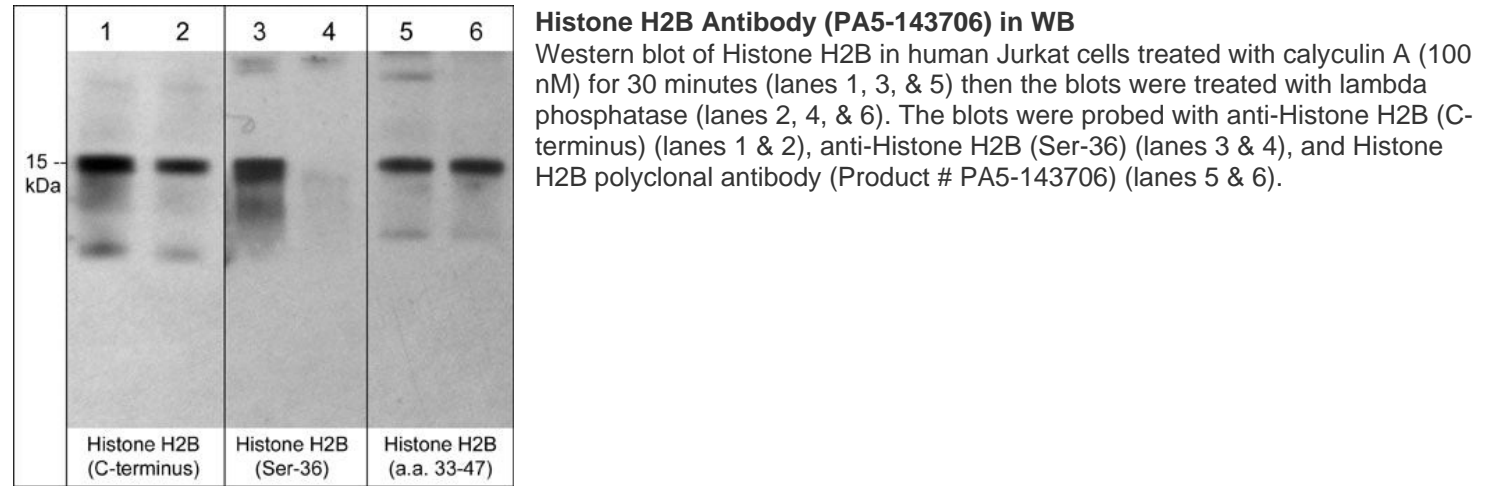 1 2 3 4 5 6
15 --
kDa
Histone H2B
(C-terminus)
Histone H2B
(Ser-36)
Histone H2B
(a.a. 33-47)
Histone H2B Antibody (PA5-143706) in WB
Western blot of Histone H2B in human Jurkat cells treated with calyculin A (100
nM) for 30 minutes (lanes 1, 3, & 5) then the blots were treated with lambda
phosphatase (lanes 2, 4, & 6). The blots were probed with anti-Histone H2B (C-
terminus) (lanes 1 & 2), anti-Histone H2B (Ser-36) (lanes 3 & 4), and Histone
H2B polyclonal antibody (Product # PA5-143706) (lanes 5 & 6).